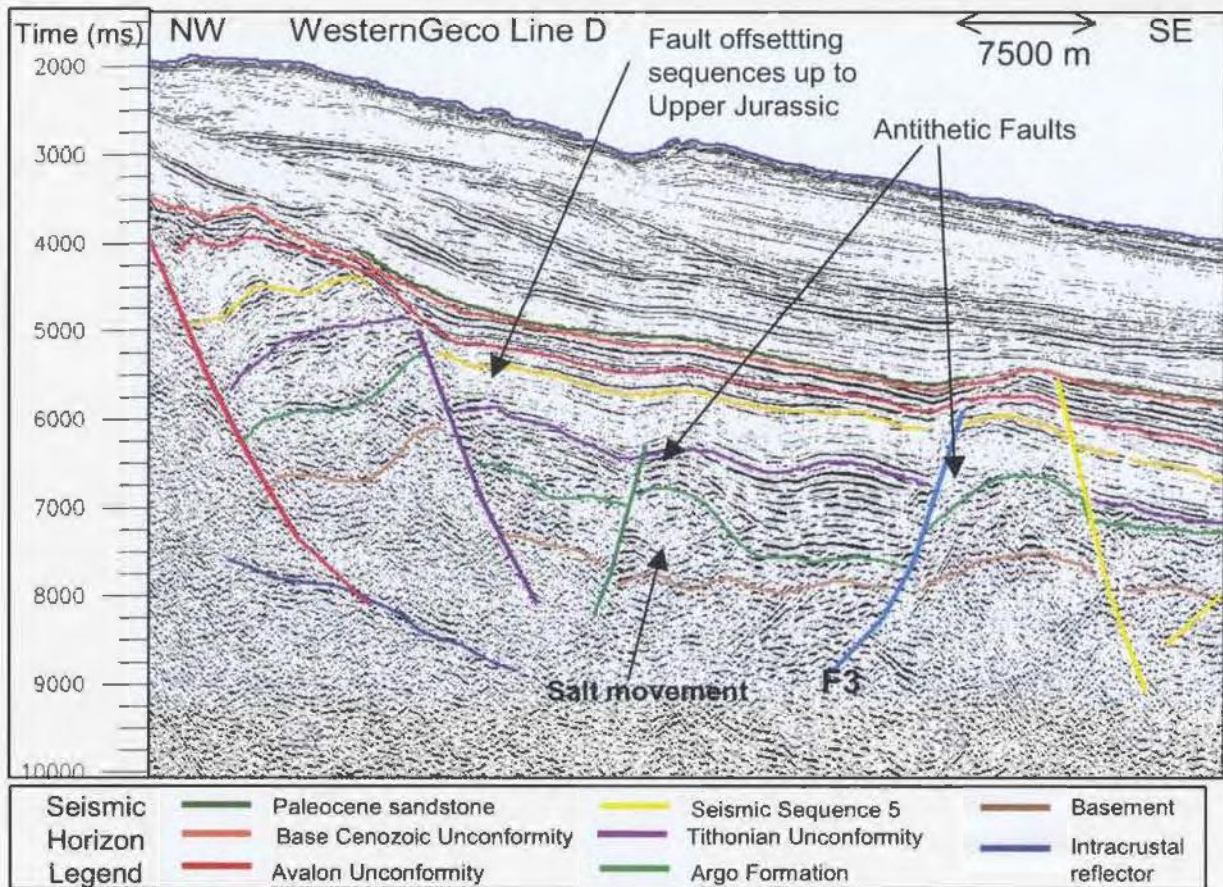 Time (ms)
NW
WesternGeco Line D
SE
7500 m
Fault offsettting
sequences up to
Upper Jurassic
Antithetic Faults
2000
3000
4000
5000
6000
7000
8000
9000
10000
Salt movement
F3
Seismic
Horizon
Legend
Paleocene sandstone
Base Cenozoic Unconformity
Avalon Unconformity
Seismic Sequence 5
Tithonian Unconformity
Argo Formation
Basement
Intracrustal
reflector